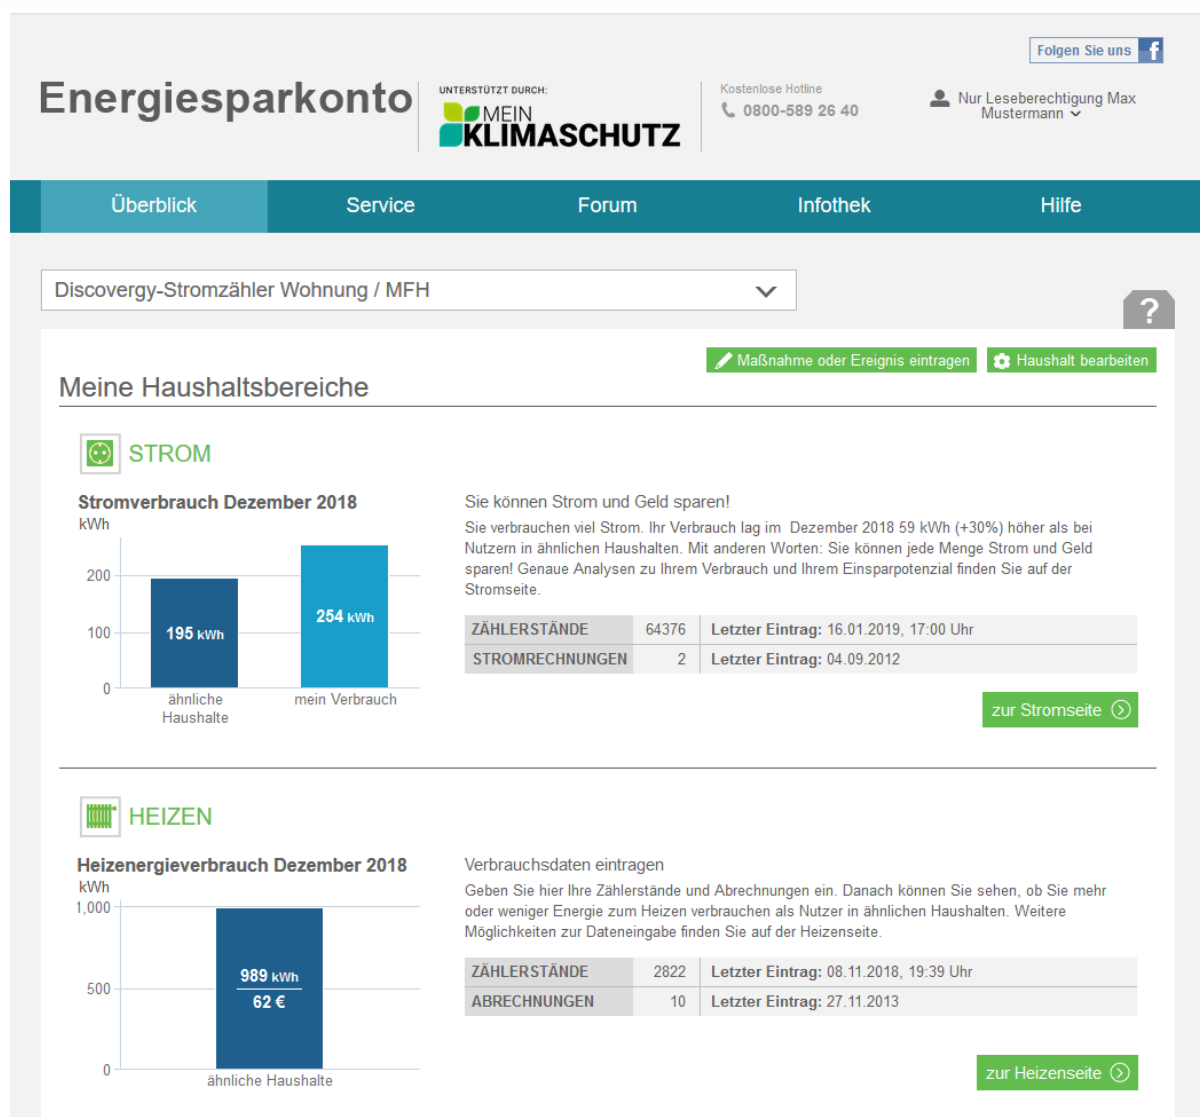 Folgen Sie uns
Energiesparkonto
UNTERSTÜTZT DURCH:
MEIN
KLIMASCHUTZ
Kostenlose Hotline
0800-589 26 40
Nur Leseberechtigung Max
Mustermann
Überblick
Service
Forum
Infothek
Hilfe
Discovergy-Stromzähler Wohnung / MFH
?
Maßnahme oder Ereignis eintragen
Haushalt bearbeiten
Meine Haushaltsbereiche
STROM
Stromverbrauch Dezember 2018
kWh
200
100
0
195 kWh
254 kWh
ähnliche
Haushalte
mein Verbrauch
Sie können Strom und Geld sparen!
Sie verbrauchen viel Strom. Ihr Verbrauch lag im Dezember 2018 59 kWh (+30%) höher als bei
Nutzern in ähnlichen Haushalten. Mit anderen Worten: Sie können jede Menge Strom und Geld
sparen! Genaue Analysen zu Ihrem Verbrauch und Ihrem Einsparpotenzial finden Sie auf der
Stromseite.
ZÄHLERSTÄNDE 64376 Letzter Eintrag: 16.01.2019, 17:00 Uhr
STROMRECHNUNGEN 2 Letzter Eintrag: 04.09.2012
zur Stromseite
HEIZEN
Heizenergieverbrauch Dezember 2018
kWh
1,000
500
0
989 kWh
62 €
ähnliche Haushalte
Verbrauchsdaten eintragen
Geben Sie hier Ihre Zählerstände und Abrechnungen ein. Danach können Sie sehen, ob Sie mehr
oder weniger Energie zum Heizen verbrauchen als Nutzer in ähnlichen Haushalten. Weitere
Möglichkeiten zur Dateneingabe finden Sie auf der Heizenseite.
ZÄHLERSTÄNDE 2822 Letzter Eintrag: 08.11.2018, 19:39 Uhr
ABRECHNUNGEN 10 Letzter Eintrag: 27.11.2013
zur Heizenseite